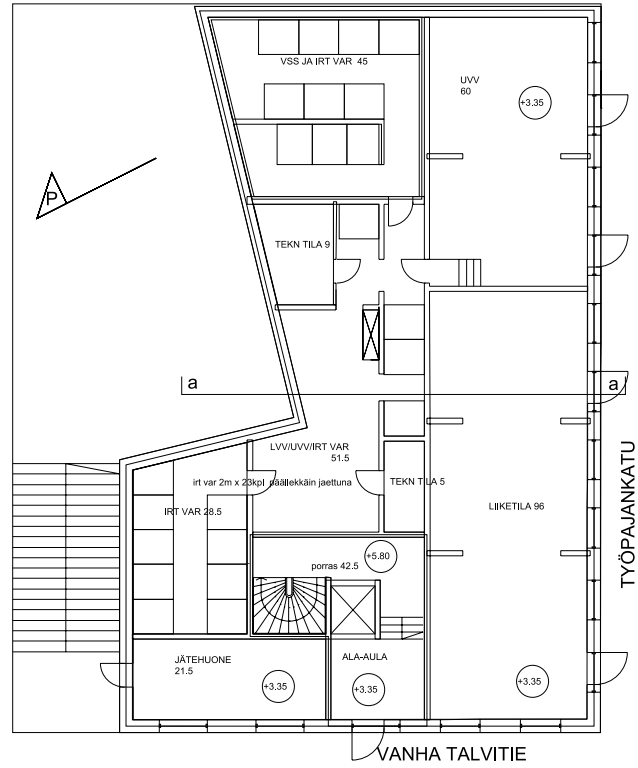 VSS JA IRT VAR 45
UVV
60
+3.35
P
TEKN TILA 9
a
a
LVV/UVV/IRT VAR
51.5
irt var 2m x 23kpl päällekkäin jaettuna
TEKN TILA 5
IRT VAR 28.5
LIIKETILA 96
TYÖPAJANKATU
+5.80
porras 42.5
JÄTEHUONE
21.5
ALA-AULA
+3.35
+3.35
+3.35
VANHA TALVITIE